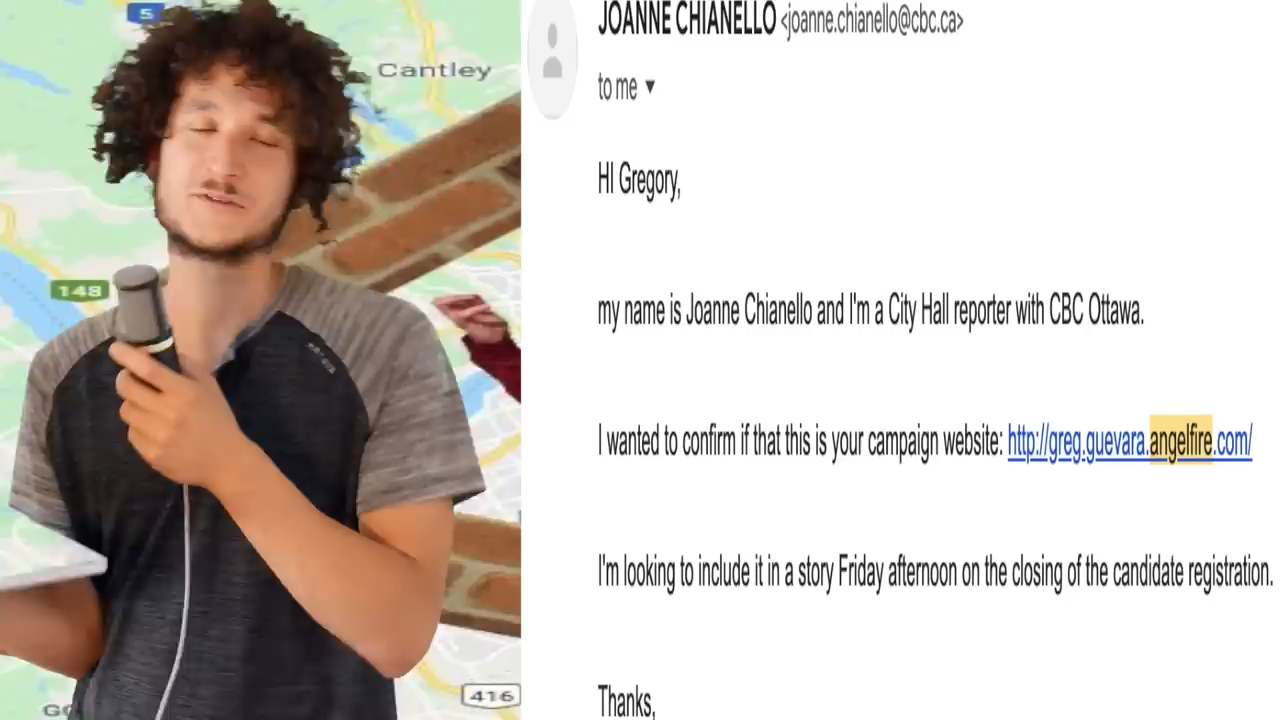 5
Cantley
148
416
JOANNE CHIANELLO <joanne.chianello@cbc.ca>
to me
HI Gregory,
my name is Joanne Chianello and I'm a City Hall reporter with CBC Ottawa.
I wanted to confirm if that this is your campaign website: http://greg.guevara.angelfire.com/
I'm looking to include it in a story Friday afternoon on the closing of the candidate registration.
Thanks,